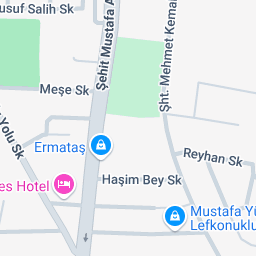 usuf Salih Sk
Şehit Mustafa A
Şht. Mehmet Kemal
Meşe Sk
Yolu Sk
Ermataş
Reyhan Sk
es Hotel
Haşim Bey Sk
Mustafa Yü
Lefkonuklu